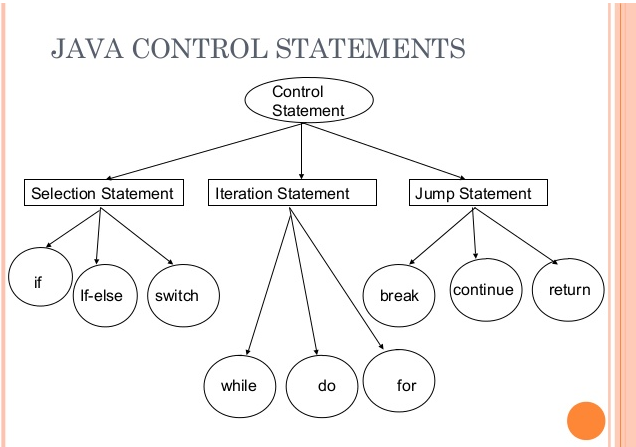 JAVA CONTROL STATEMENTS
Control
Statement
Selection Statement
Iteration Statement
Jump Statement
if
If-else
switch
break
continue
return
while
do
for